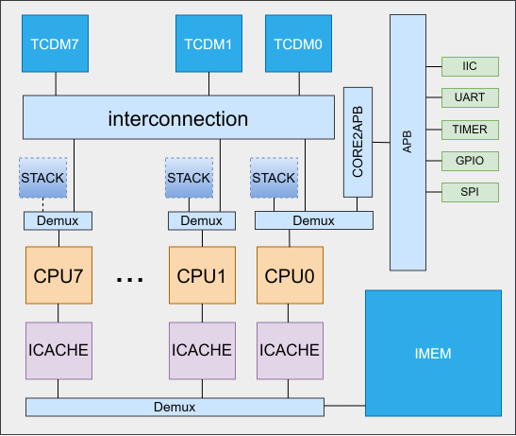 TCDM7
TCDM1
TCDM0
interconnection
CORE2APB
APB
IIC
UART
TIMER
GPIO
SPI
STACK
STACK
STACK
Demux
Demux
Demux
CPU7
...
CPU1
CPU0
ICACHE
ICACHE
ICACHE
IMEM
Demux